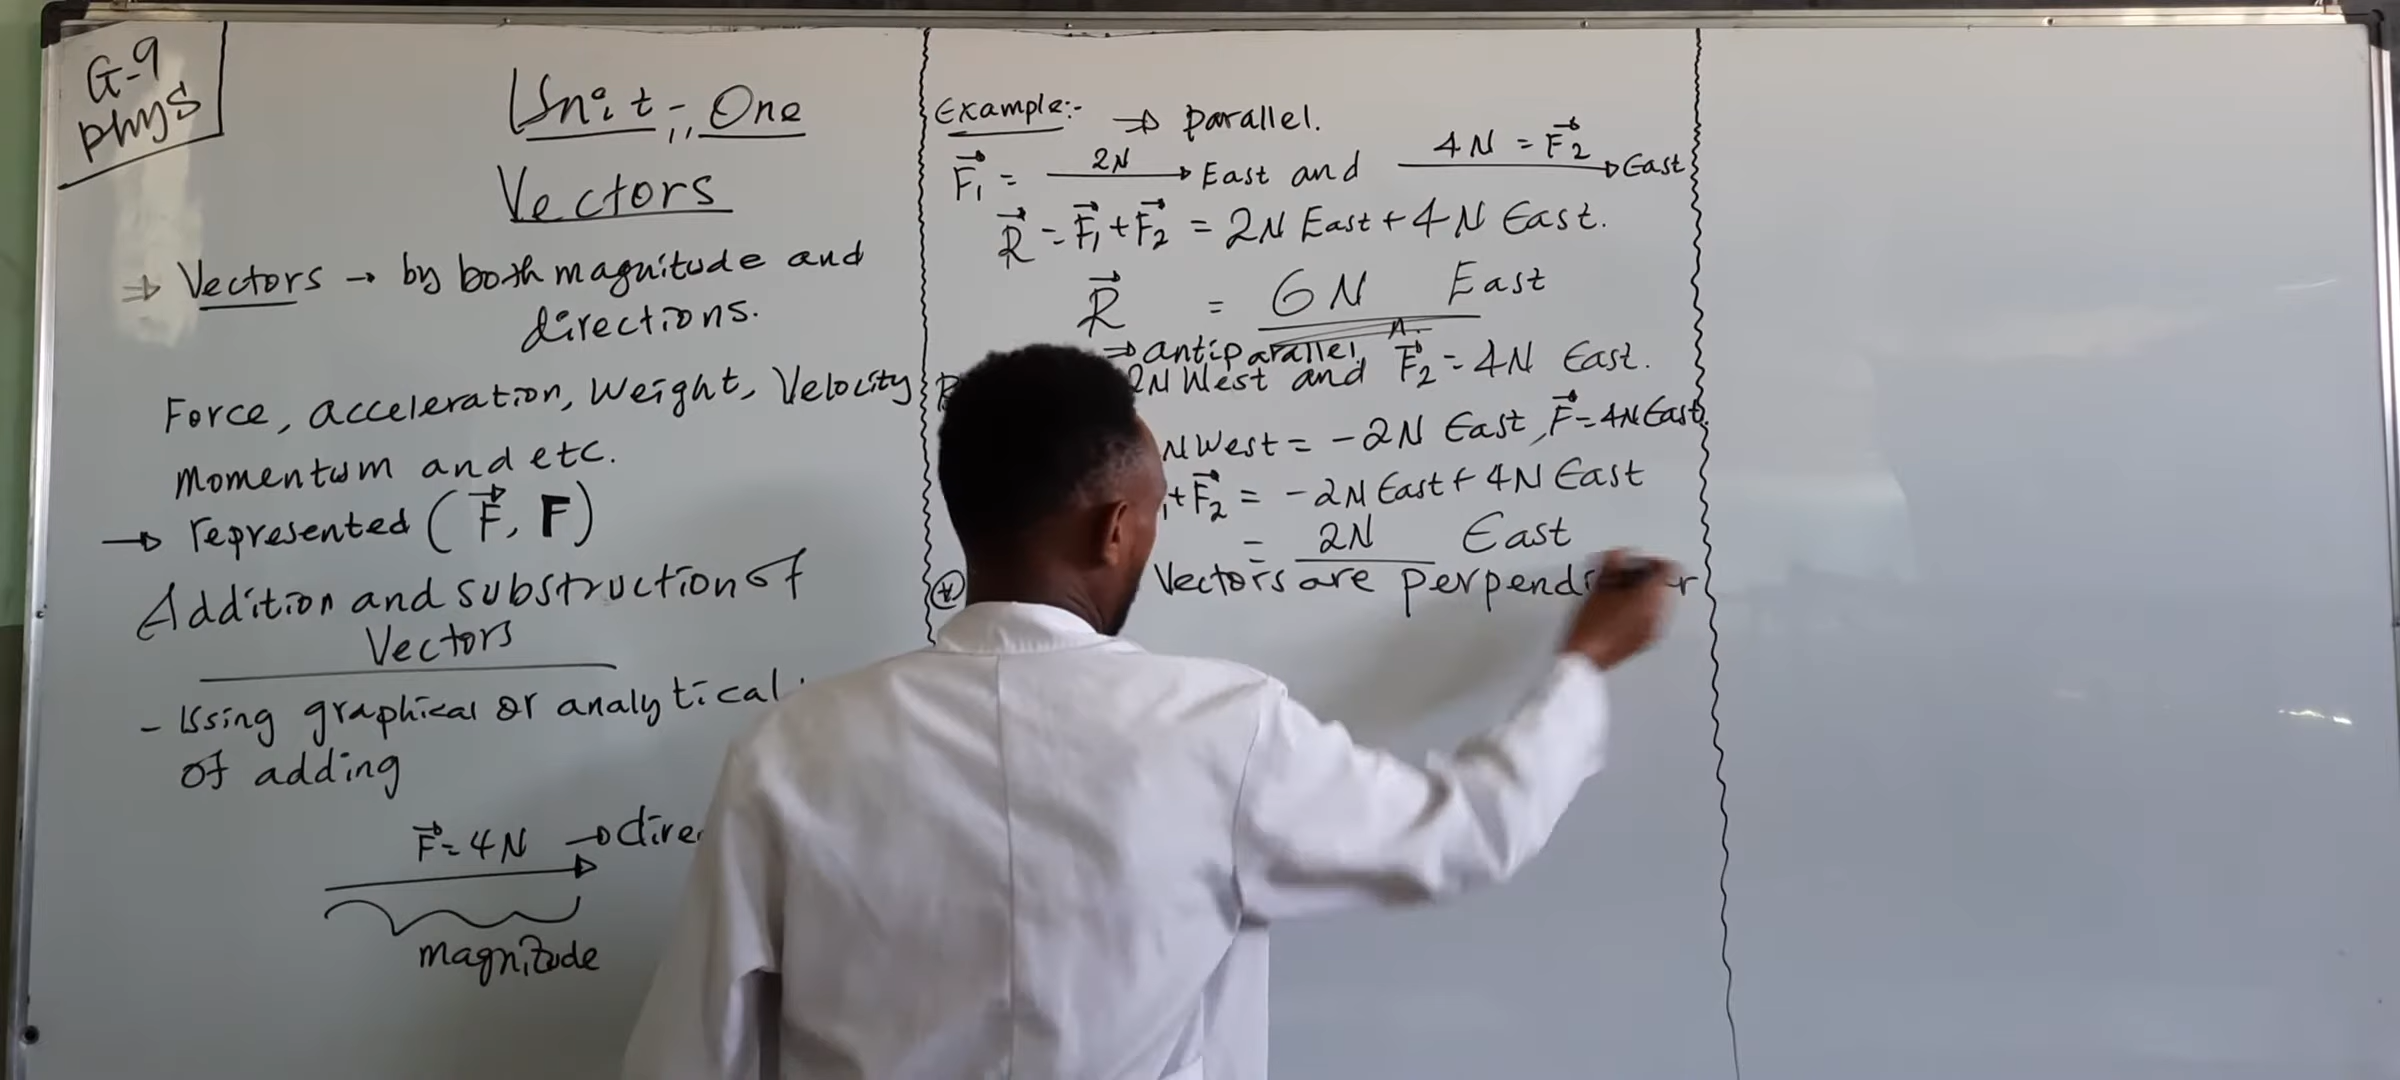 G-9
phys
Unit:- One
Vectors
⇒ Vectors → by both magnitude and
directions.
Force, acceleration, Weight, Velocity
momentum and etc.
→ represented (F⃗, F)
Addition and substruction of
Vectors
- Using graphical or analytical
of adding
F⃗ = 4N →
magnitude
Example:- ⇒ parallel.
F⃗₁ = 2N → East and 4N = F⃗₂ → East
R⃗ = F⃗₁ + F⃗₂ = 2N East + 4N East.
R⃗ = 6N East
⇒ antiparallel
2N West and F⃗₂ = 4N East.
N West = -2N East, F⃗ = 4N East.
+ F⃗₂ = -2N East + 4N East
= 2N East
Vectors are